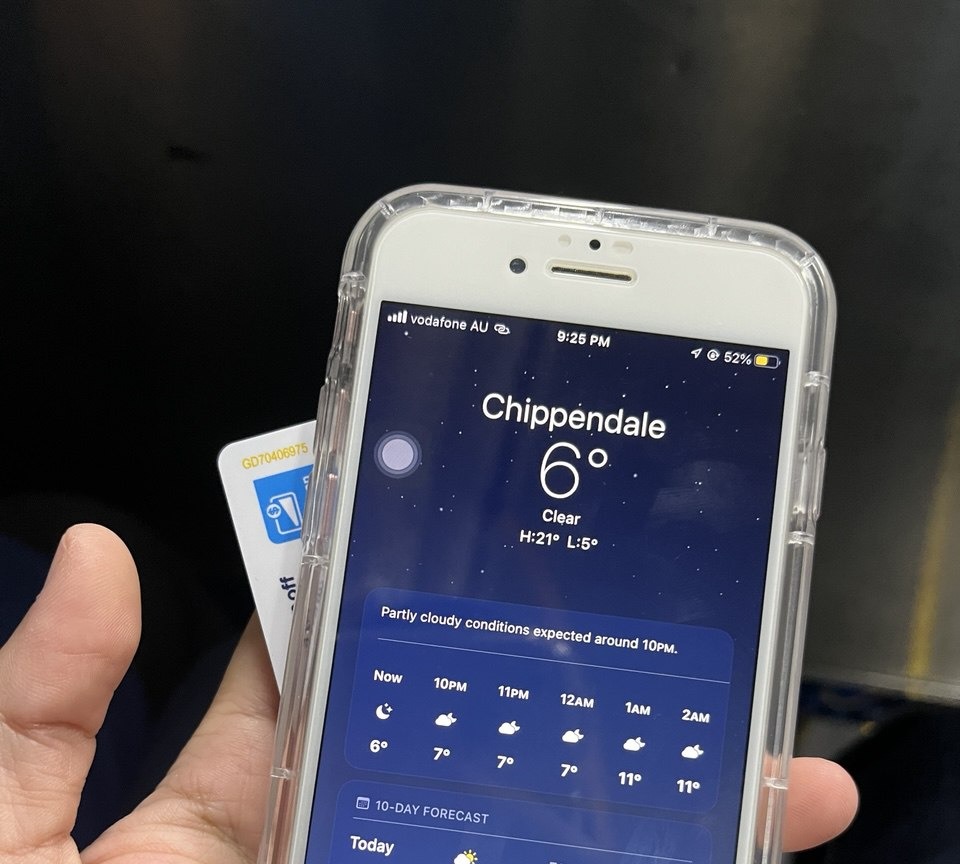 vodafone AU 9:25 PM 52%
Chippendale
6°
Clear
H:21° L:5°
GD70406975
off
Partly cloudy conditions expected around 10PM.
Now 10PM 11PM 12AM 1AM 2AM
6° 7° 7° 7° 11° 11°
10-DAY FORECAST
Today